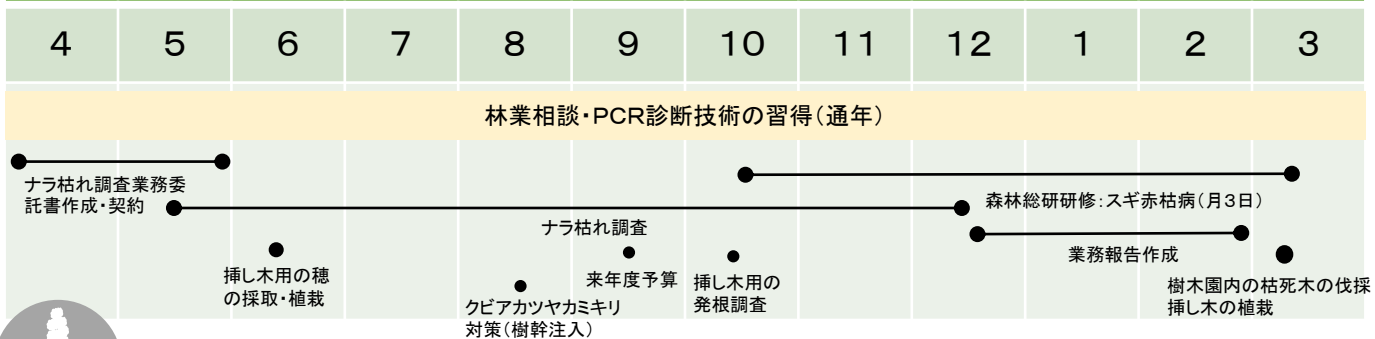 4 5 6 7 8 9 10 11 12 1 2 3
林業相談・PCR診断技術の習得(通年)
ナラ枯れ調査業務委
託書作成・契約
森林総研研修:スギ赤枯病(月3日)
ナラ枯れ調査
業務報告作成
挿し木用の穂
の採取・植栽
クビアカツヤカミキリ
対策(樹幹注入)
来年度予算
挿し木用の
発根調査
樹木園内の枯死木の伐採
挿し木の植栽